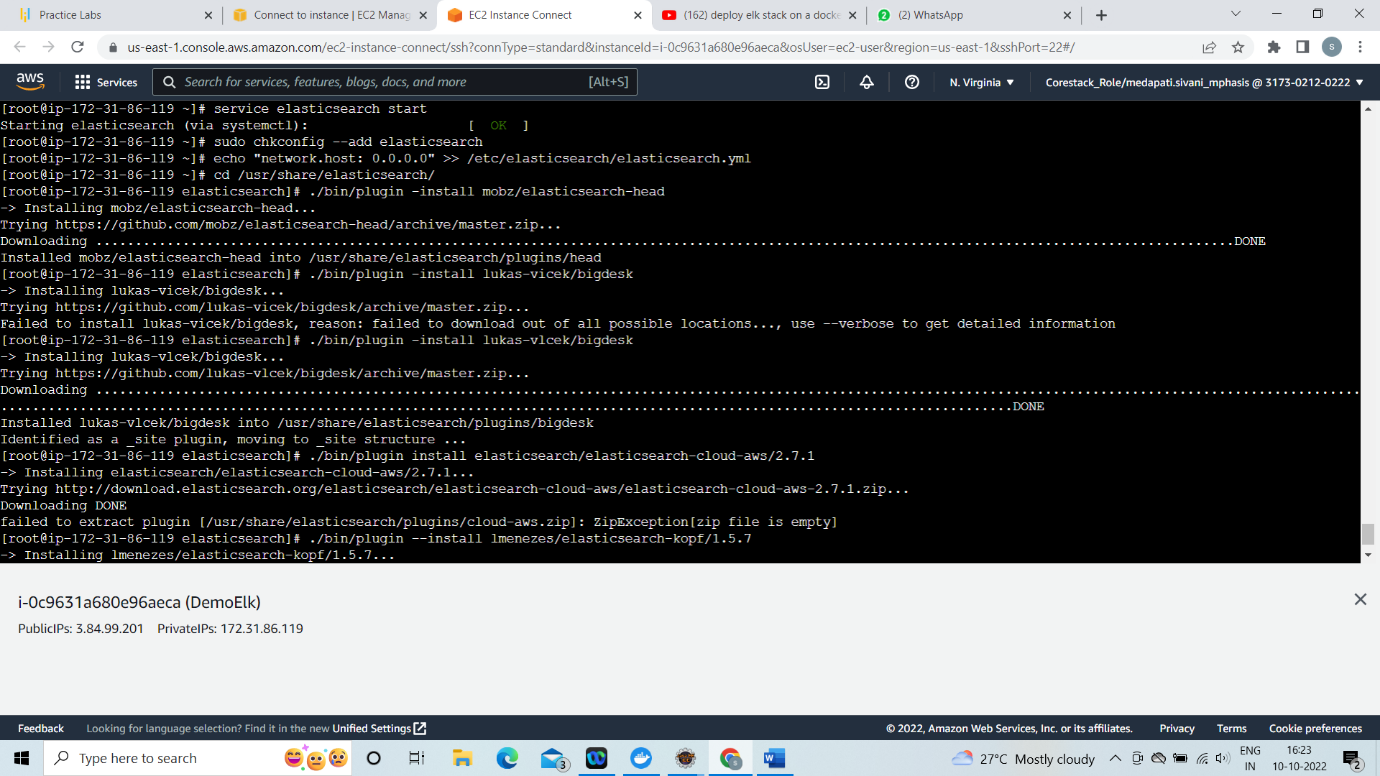 Practice Labs
Connect to instance | EC2 Manag
EC2 Instance Connect
(162) deploy elk stack on a docke
(2) WhatsApp
us-east-1.console.aws.amazon.com/ec2-instance-connect/ssh?connType=standard&instanceId=i-0c9631a680e96aeca&osUser=ec2-user&region=us-east-1&sshPort=22#/
S
aws
Services
Search for services, features, blogs, docs, and more
[Alt+S]
N. Virginia
Corestack_Role/medapati.sivani_mphasis @ 3173-0212-0222
[root@ip-172-31-86-119 ~]# service elasticsearch start
Starting elasticsearch (via systemctl): [ OK ]
[root@ip-172-31-86-119 ~]# sudo chkconfig --add elasticsearch
[root@ip-172-31-86-119 ~]# echo "network.host: 0.0.0.0" >> /etc/elasticsearch/elasticsearch.yml
[root@ip-172-31-86-119 ~]# cd /usr/share/elasticsearch/
[root@ip-172-31-86-119 elasticsearch]# ./bin/plugin -install mobz/elasticsearch-head
-> Installing mobz/elasticsearch-head...
Trying https://github.com/mobz/elasticsearch-head/archive/master.zip...
Downloading ...................................................................................................................................................DONE
Installed mobz/elasticsearch-head into /usr/share/elasticsearch/plugins/head
[root@ip-172-31-86-119 elasticsearch]# ./bin/plugin -install lukas-vicek/bigdesk
-> Installing lukas-vicek/bigdesk...
Trying https://github.com/lukas-vicek/bigdesk/archive/master.zip...
Failed to install lukas-vicek/bigdesk, reason: failed to download out of all possible locations..., use --verbose to get detailed information
[root@ip-172-31-86-119 elasticsearch]# ./bin/plugin -install lukas-vlcek/bigdesk
-> Installing lukas-vlcek/bigdesk...
Trying https://github.com/lukas-vlcek/bigdesk/archive/master.zip...
Downloading ...................................................................................................................................................................
...................................................................................................................................DONE
Installed lukas-vlcek/bigdesk into /usr/share/elasticsearch/plugins/bigdesk
Identified as a _site plugin, moving to _site structure ...
[root@ip-172-31-86-119 elasticsearch]# ./bin/plugin install elasticsearch/elasticsearch-cloud-aws/2.7.1
-> Installing elasticsearch/elasticsearch-cloud-aws/2.7.1...
Trying http://download.elasticsearch.org/elasticsearch/elasticsearch-cloud-aws/elasticsearch-cloud-aws-2.7.1.zip...
Downloading DONE
failed to extract plugin [/usr/share/elasticsearch/plugins/cloud-aws.zip]: ZipException[zip file is empty]
[root@ip-172-31-86-119 elasticsearch]# ./bin/plugin --install lmenezes/elasticsearch-kopf/1.5.7
-> Installing lmenezes/elasticsearch-kopf/1.5.7...
i-0c9631a680e96aeca (DemoElk)
PublicIPs: 3.84.99.201 PrivateIPs: 172.31.86.119
Feedback
Looking for language selection? Find it in the new Unified Settings
© 2022, Amazon Web Services, Inc. or its affiliates.
Privacy
Terms
Cookie preferences
Type here to search
3
27°C Mostly cloudy
ENG
IN
16:23
10-10-2022
2